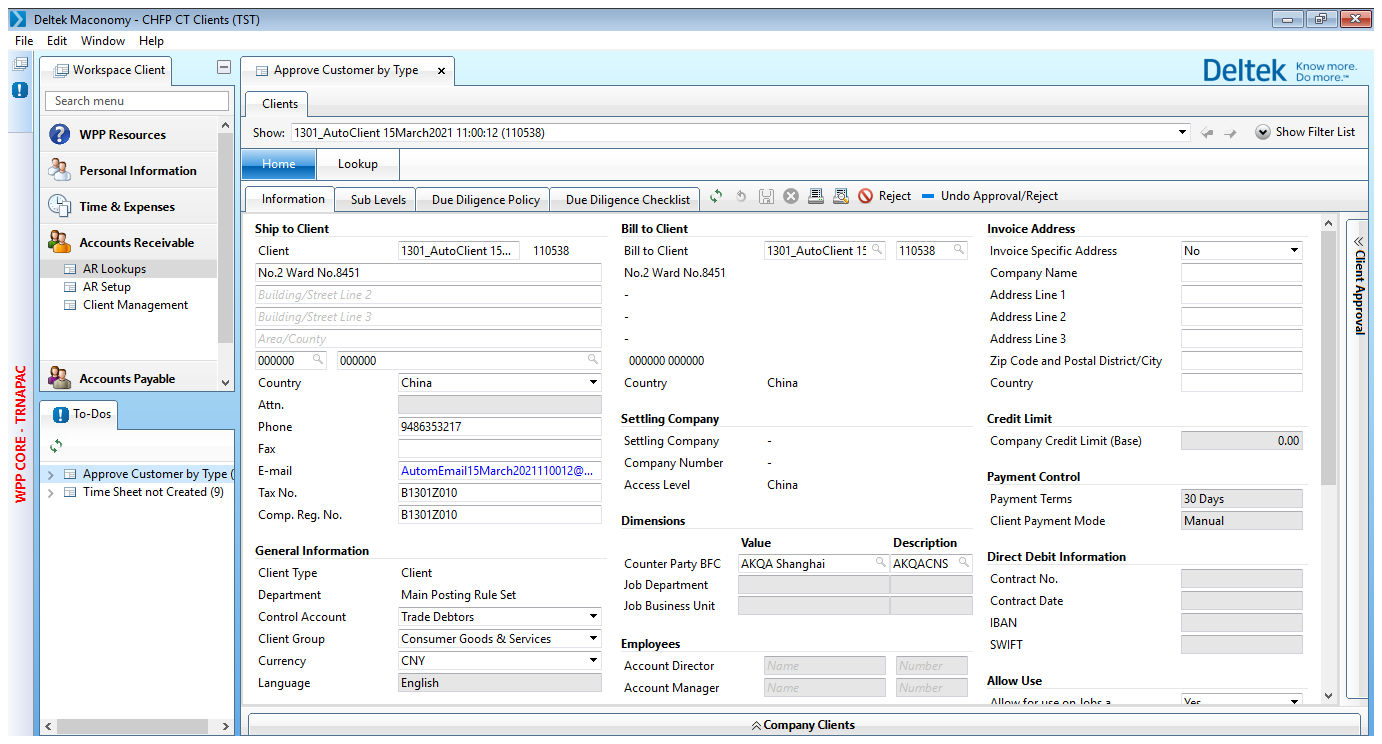 Deltek Maconomy - CHFP CT Clients (TST)
File Edit Window Help
Workspace Client
Search menu
WPP Resources
Personal Information
Time & Expenses
Accounts Receivable
AR Lookups
AR Setup
Client Management
Accounts Payable
To-Dos
Approve Customer by Type (
Time Sheet not Created (9)
WPP CORE - TRNAPAC
Approve Customer by Type
Deltek Know more. Do more.™
Clients
Show: 1301_AutoClient 15March2021 11:00:12 (110538) Show Filter List
Home Lookup
Information Sub Levels Due Diligence Policy Due Diligence Checklist Reject Undo Approval/Reject
Ship to Client
Client 1301_AutoClient 15... 110538
No.2 Ward No.8451
Building/Street Line 2
Building/Street Line 3
Area/County
000000 000000
Country China
Attn.
Phone 9486353217
Fax
E-mail AutomEmail15March2021110012@...
Tax No. B1301Z010
Comp. Reg. No. B1301Z010
General Information
Client Type Client
Department Main Posting Rule Set
Control Account Trade Debtors
Client Group Consumer Goods & Services
Currency CNY
Language English
Bill to Client
Bill to Client 1301_AutoClient 15 110538
No.2 Ward No.8451
-
-
-
000000 000000
Country China
Settling Company
Settling Company -
Company Number -
Access Level China
Dimensions
Value Description
Counter Party BFC AKQA Shanghai AKQACNS
Job Department
Job Business Unit
Employees
Account Director Name Number
Account Manager Name Number
Invoice Address
Invoice Specific Address No
Company Name
Address Line 1
Address Line 2
Address Line 3
Zip Code and Postal District/City
Country
Credit Limit
Company Credit Limit (Base) 0.00
Payment Control
Payment Terms 30 Days
Client Payment Mode Manual
Direct Debit Information
Contract No.
Contract Date
IBAN
SWIFT
Allow Use
Allow for use on Jobs a Yes
Client Approval
Company Clients